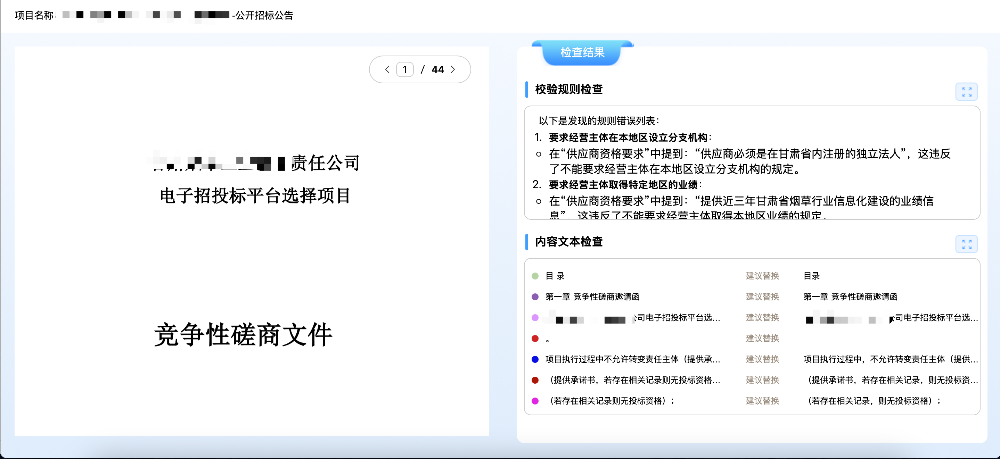 项目名称
-公开招标公告
1 / 44
责任公司
电子招投标平台选择项目
竞争性磋商文件
检查结果
校验规则检查
以下是发现的规则错误列表：
1. 要求经营主体在本地区设立分支机构：
在“供应商资格要求”中提到：“供应商必须是在甘肃省内注册的独立法人”，这违反
了不能要求经营主体在本地区设立分支机构的规定。
2. 要求经营主体取得特定地区的业绩：
在“供应商资格要求”中提到：“提供近三年甘肃省烟草行业信息化建设的业绩信
息”，这违反了不能要求经营主体取得本地区业绩的规定。
内容文本检查
目 录 建议替换 目录
第一章 竞争性磋商邀请函 建议替换 第一章 竞争性磋商邀请函
公司电子招投标平台选... 建议替换 公司电子招投标平台选...
。 建议替换
项目执行过程中不允许转变责任主体（提供承... 建议替换 项目执行过程中，不允许转变责任主体（提供...
（提供承诺书，若存在相关记录则无投标资格... 建议替换 （提供承诺书，若存在相关记录，则无投标资...
（若存在相关记录则无投标资格）； 建议替换 （若存在相关记录，则无投标资格）；